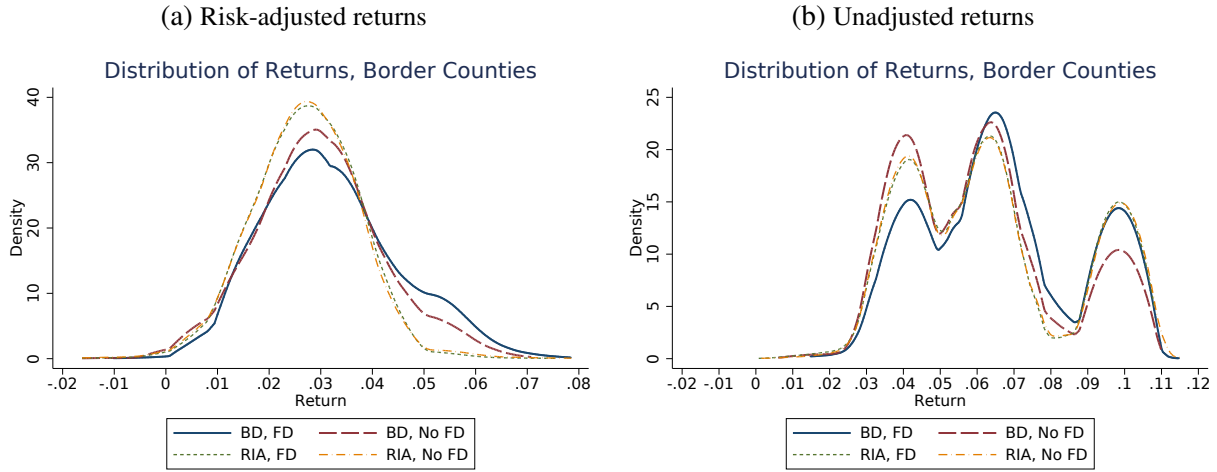 (a) Risk-adjusted returns
Distribution of Returns, Border Counties
40
30
20
10
0
Density
-.02 -.01 0 .01 .02 .03 .04 .05 .06 .07 .08
Return
BD, FD BD, No FD
RIA, FD RIA, No FD
(b) Unadjusted returns
Distribution of Returns, Border Counties
25
20
15
10
5
0
Density
-.02 -.01 0 .01 .02 .03 .04 .05 .06 .07 .08 .09 .1 .11 .12
Return
BD, FD BD, No FD
RIA, FD RIA, No FD